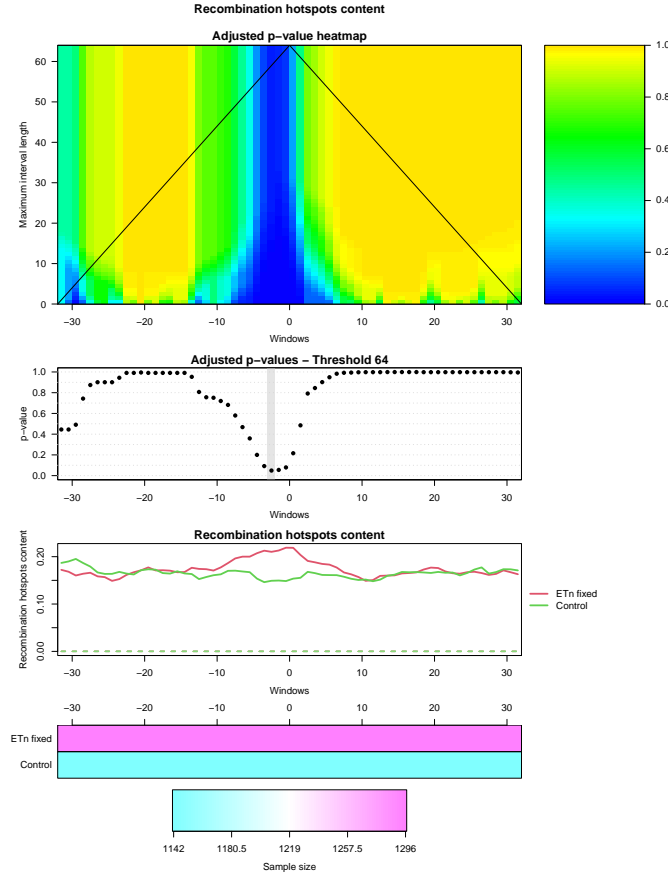 Recombination hotspots content
Adjusted p−value heatmap
Maximum interval length
60
50
40
30
20
10
0
−30 −20 −10 0 10 20 30
Windows
1.0
0.8
0.6
0.4
0.2
0.0
Adjusted p−values − Threshold 64
p−value
1.0
0.8
0.6
0.4
0.2
0.0
−30 −20 −10 0 10 20 30
Windows
Recombination hotspots content
Recombination hotspots content
0.20
0.10
0.00
−30 −20 −10 0 10 20 30
Windows
ETn fixed
Control
−30 −20 −10 0 10 20 30
ETn fixed
Control
1142 1180.5 1219 1257.5 1296
Sample size